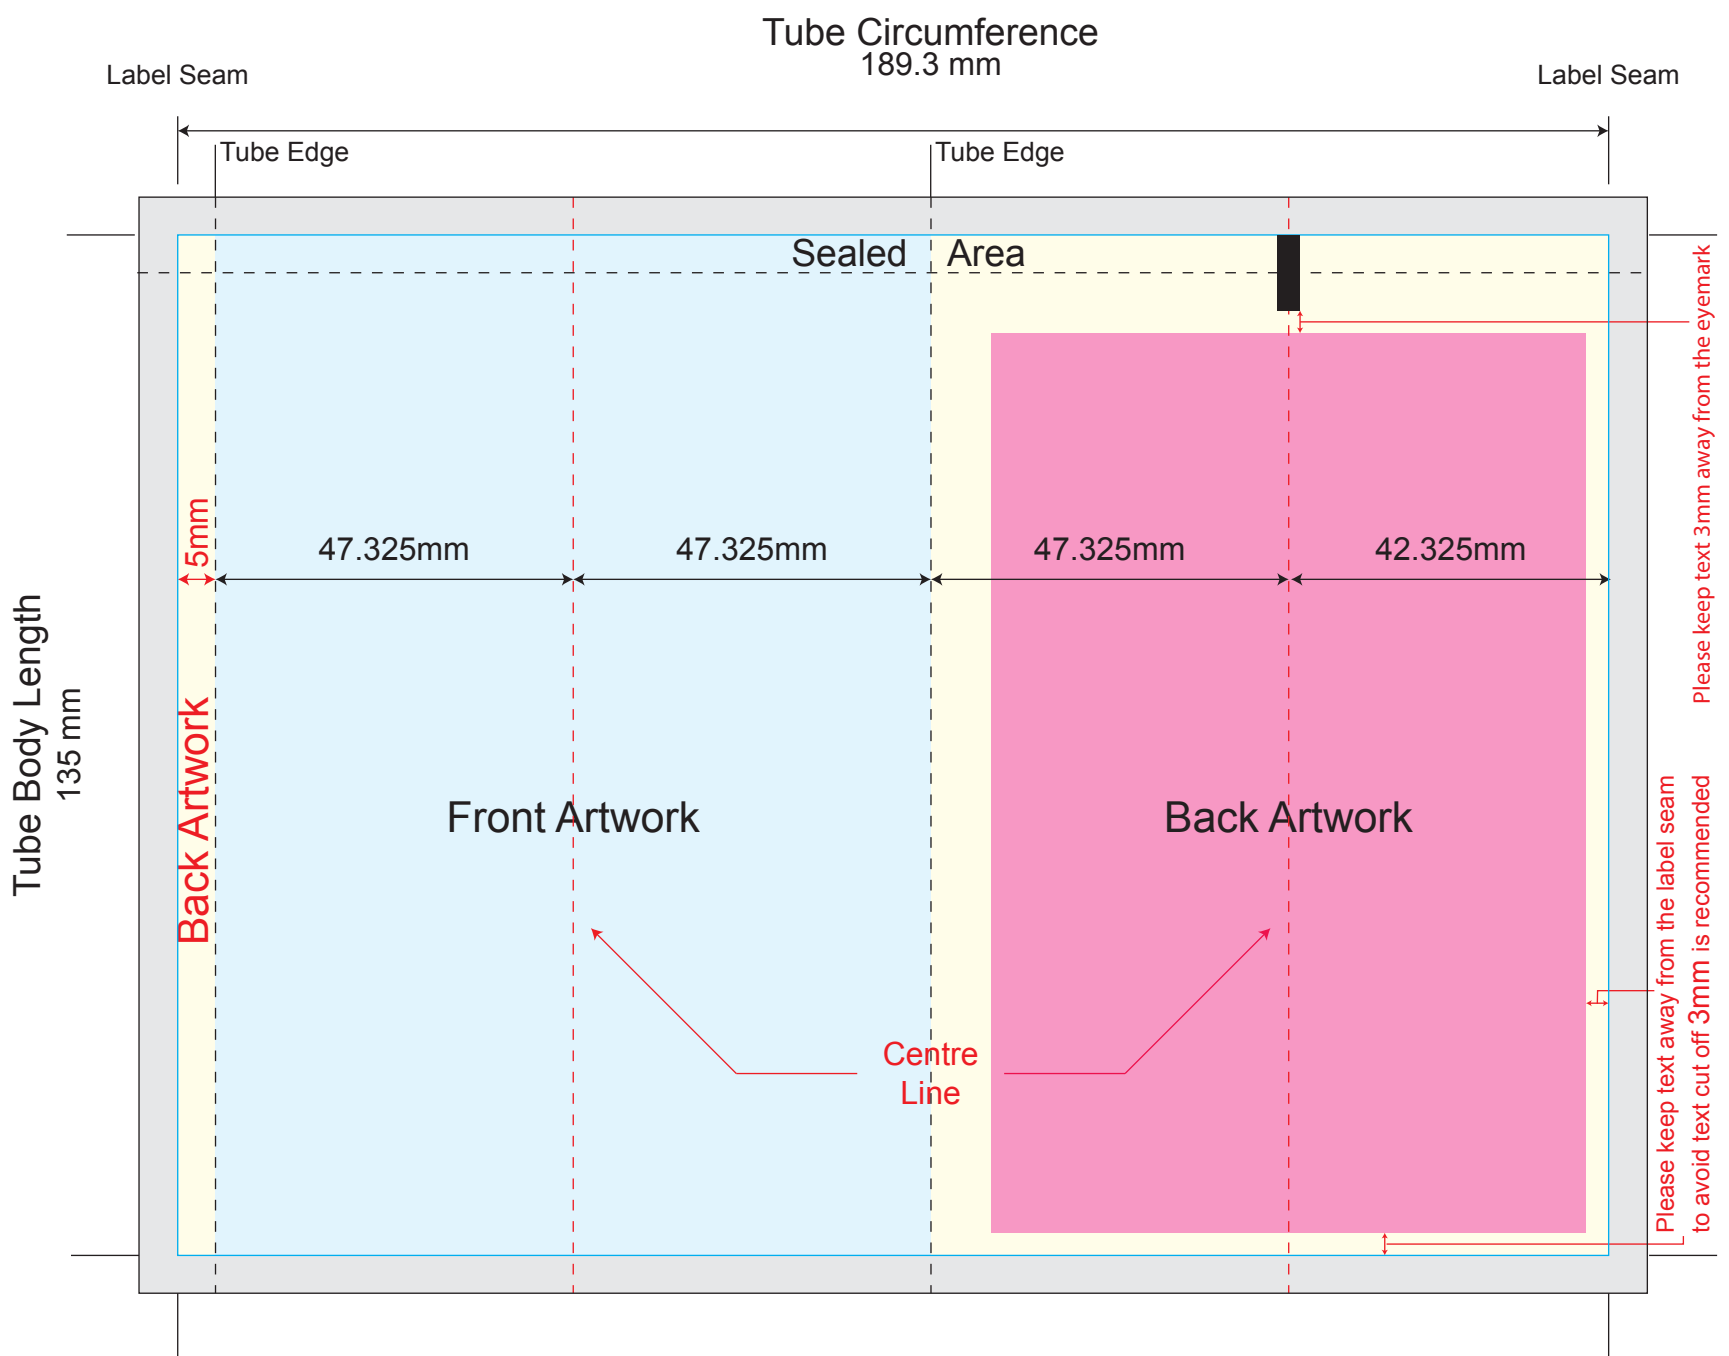 Tube Circumference
189.3 mm
Label Seam
Label Seam
Tube Edge
Tube Edge
Sealed Area
Please keep text 3mm away from the eyemark
5mm
47.325mm
47.325mm
47.325mm
42.325mm
Tube Body Length
135 mm
Back Artwork
Front Artwork
Back Artwork
Centre
Line
Please keep text away from the label seam
to avoid text cut off 3mm is recommended